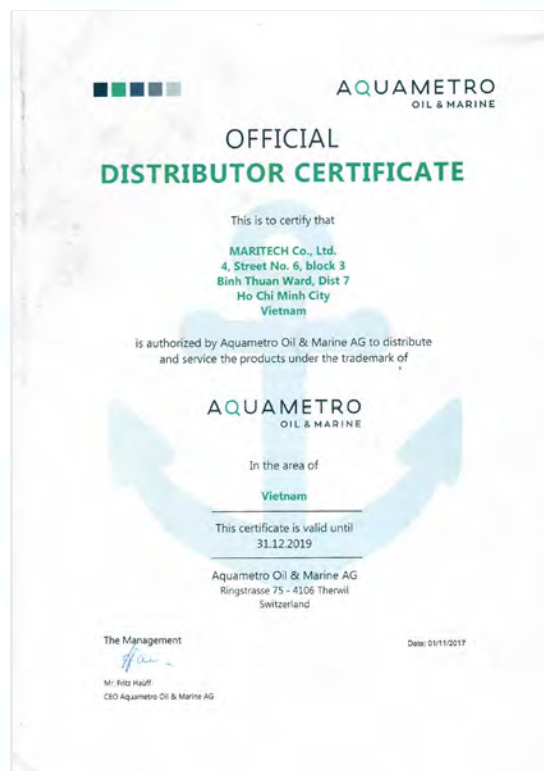 AQUAMETRO
OIL & MARINE
OFFICIAL
DISTRIBUTOR CERTIFICATE
This is to certify that
MARITECH Co., Ltd.
4, Street No. 6, block 3
Binh Thuan Ward, Dist 7
Ho Chi Minh City
Vietnam
is authorized by Aquametro Oil & Marine AG to distribute
and service the products under the trademark of
AQUAMETRO
OIL & MARINE
In the area of
Vietnam
This certificate is valid until
31.12.2019
Aquametro Oil & Marine AG
Ringstrasse 75 - 4106 Therwil
Switzerland
The Management
Date: 01/11/2017
Mr. Fritz Hauff
CEO Aquametro Oil & Marine AG